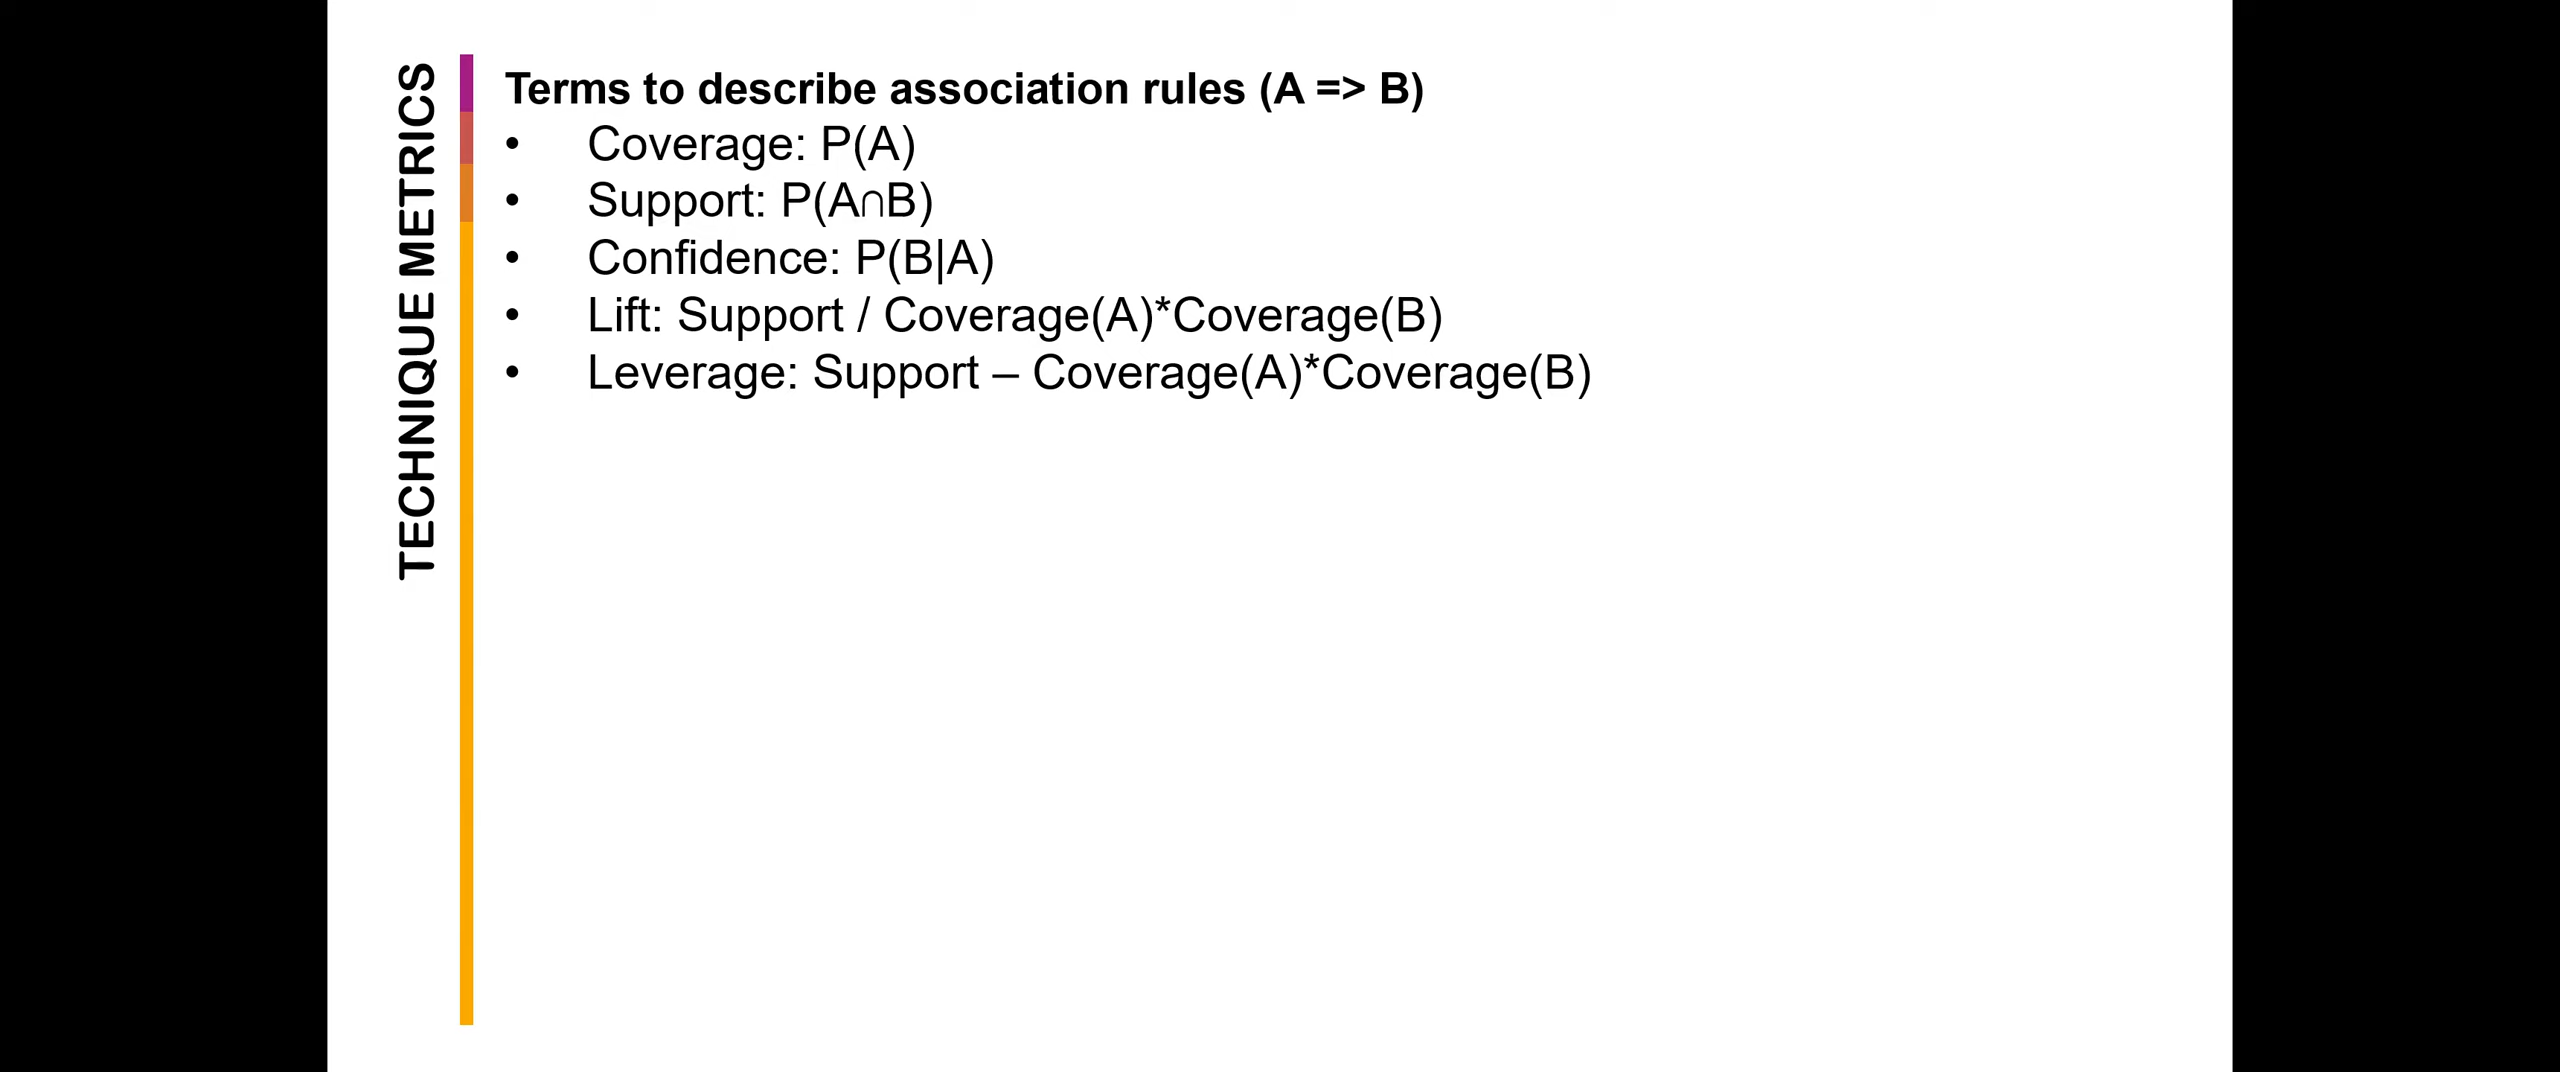 TECHNIQUE METRICS
Terms to describe association rules (A => B)
• Coverage: P(A)
• Support: P(A∩B)
• Confidence: P(B|A)
• Lift: Support / Coverage(A)*Coverage(B)
• Leverage: Support – Coverage(A)*Coverage(B)